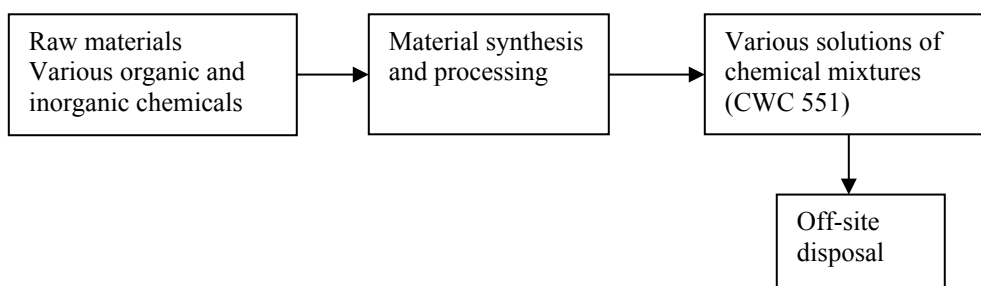 Raw materials
Various organic and
inorganic chemicals
Material synthesis
and processing
Various solutions of
chemical mixtures
(CWC 551)
Off-site
disposal